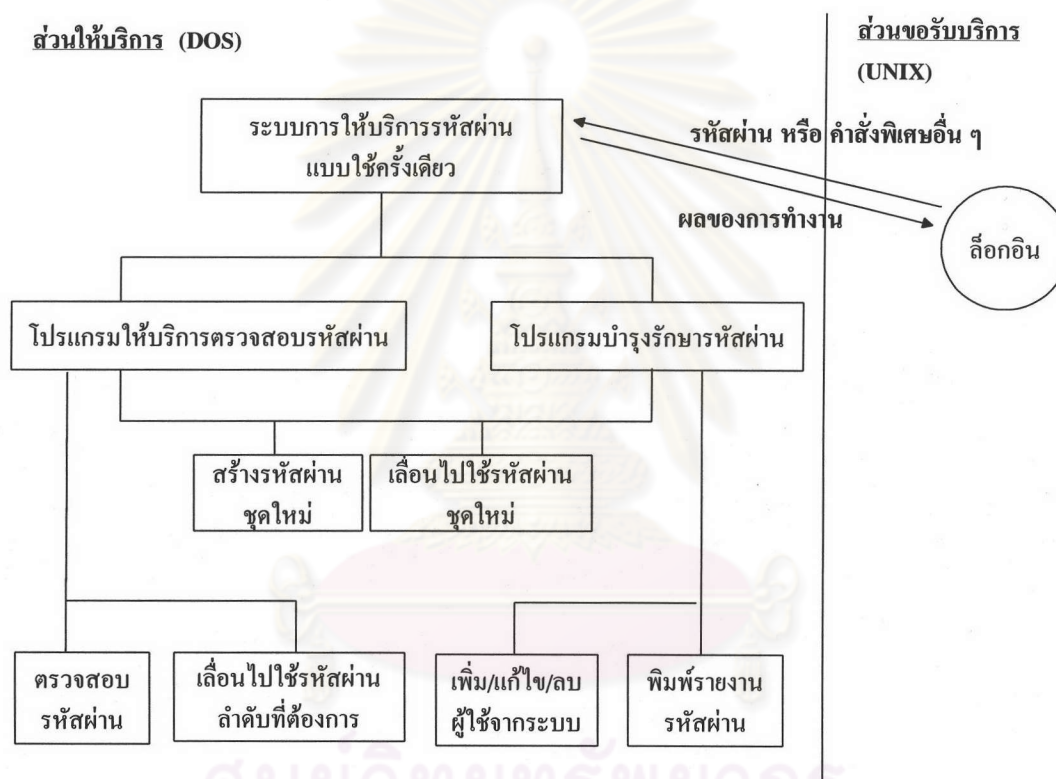 ส่วนให้บริการ (DOS)
ส่วนขอรับบริการ
(UNIX)
ระบบการให้บริการรหัสผ่าน
แบบใช้ครั้งเดียว
รหัสผ่าน หรือ คำสั่งพิเศษอื่น ๆ
ผลของการทำงาน
ล็อกอิน
โปรแกรมให้บริการตรวจสอบรหัสผ่าน
โปรแกรมบำรุงรักษารหัสผ่าน
สร้างรหัสผ่าน
ชุดใหม่
เลื่อนไปใช้รหัสผ่าน
ชุดใหม่
ตรวจสอบ
รหัสผ่าน
เลื่อนไปใช้รหัสผ่าน
ลำดับที่ต้องการ
เพิ่ม/แก้ไข/ลบ
ผู้ใช้จากระบบ
พิมพ์รายงาน
รหัสผ่าน
ศูนย์วิทยทรัพยากร